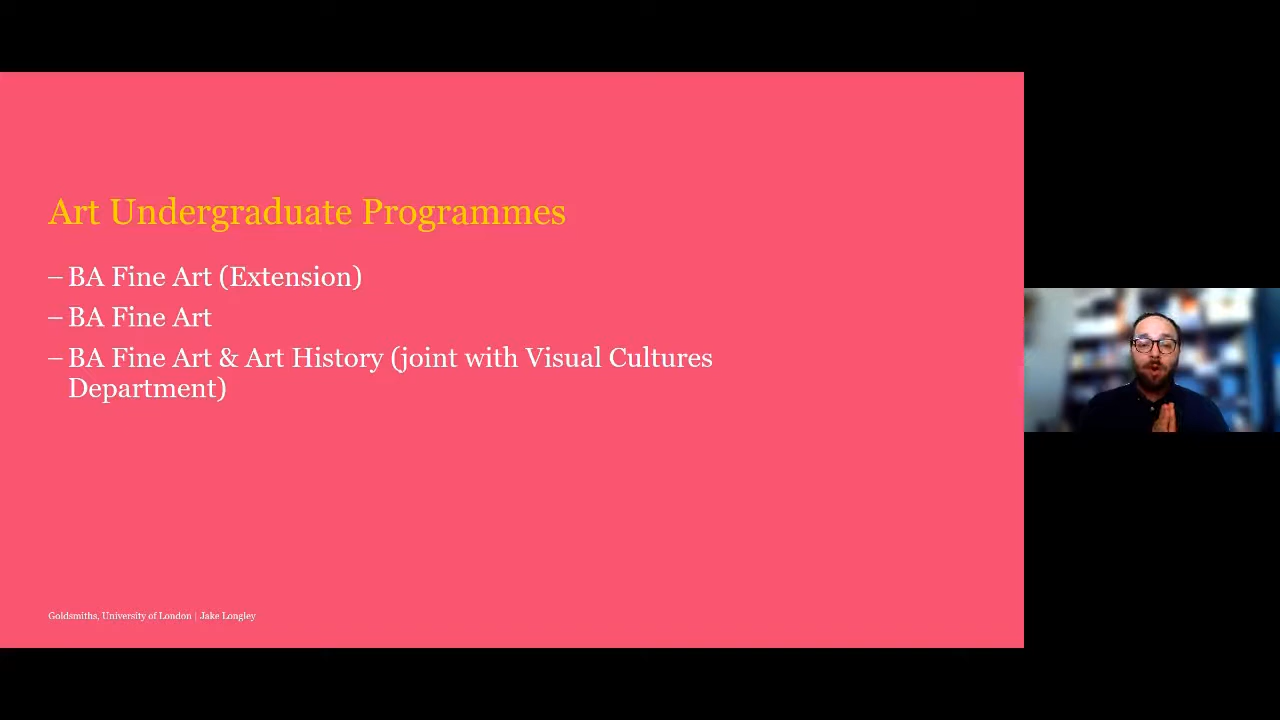 Art Undergraduate Programmes
– BA Fine Art (Extension)
– BA Fine Art
– BA Fine Art & Art History (joint with Visual Cultures
Department)
Goldsmiths, University of London | Jake Longley